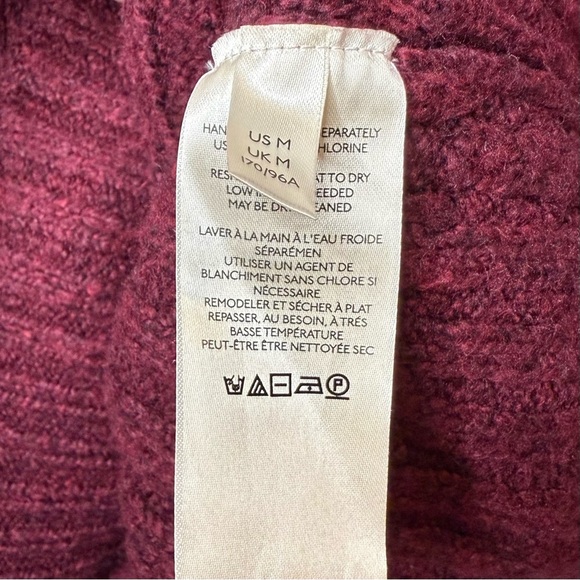 US M
UK M
170/96A
HAN EPARATELY
US HLORINE
RES AT TO DRY
LOW I EEDED
MAY BE DR EANED
LAVER À LA MAIN À L'EAU FROIDE
SÉPARÉMEN
UTILISER UN AGENT DE
BLANCHIMENT SANS CHLORE SI
NÉCESSAIRE
REMODELER ET SÉCHER À PLAT
REPASSER, AU BESOIN, À TRÉS
BASSE TEMPÉRATURE
PEUT-ÊTRE ÊTRE NETTOYÉE SEC
P